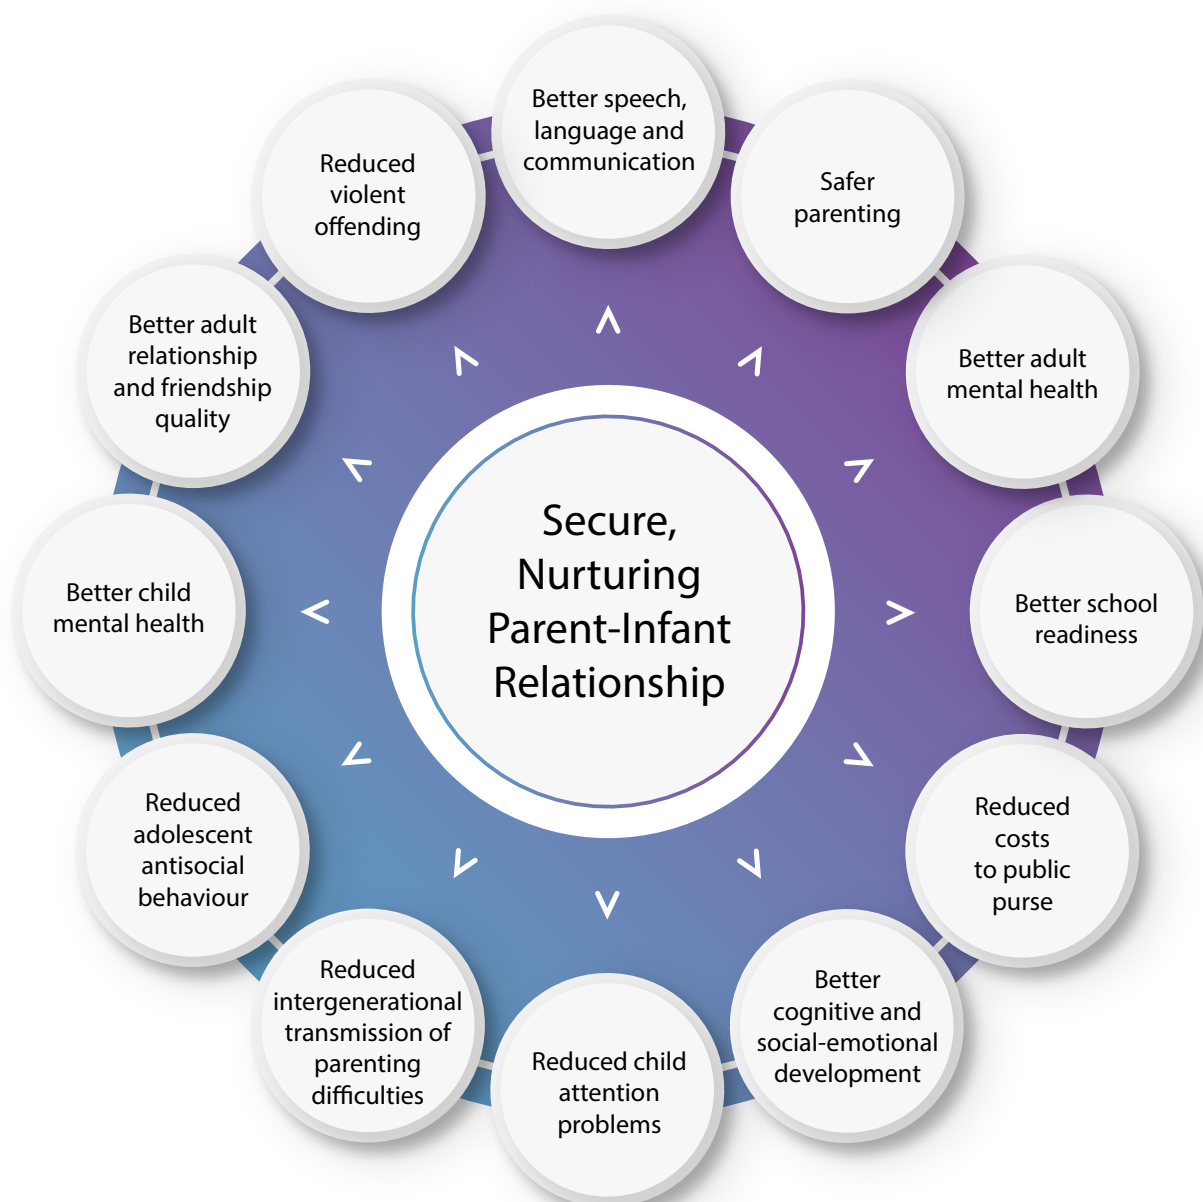 Better speech,
language and
communication
Safer
parenting
Better adult
mental health
Better school
readiness
Reduced
costs
to public
purse
Better
cognitive and
social-emotional
development
Reduced child
attention
problems
Reduced
intergenerational
transmission of
parenting
difficulties
Reduced
adolescent
antisocial
behaviour
Better child
mental health
Better adult
relationship
and friendship
quality
Reduced
violent
offending
Secure,
Nurturing
Parent-Infant
Relationship